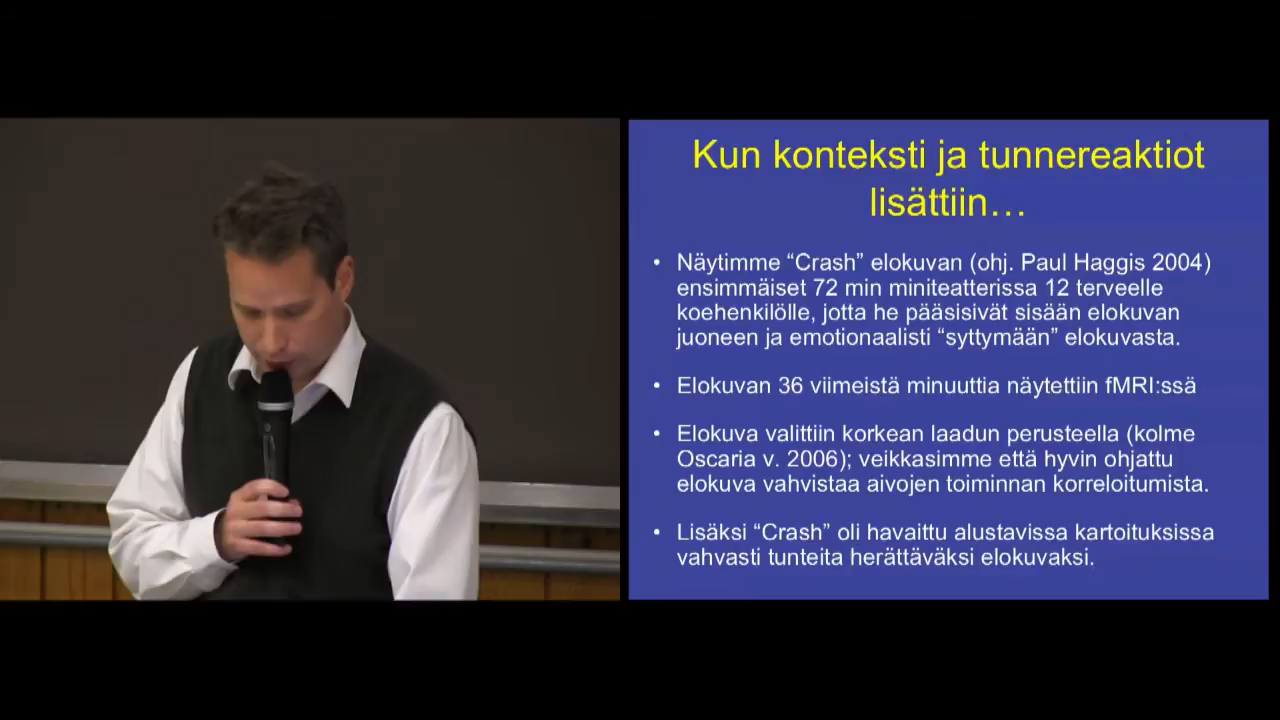 Kun konteksti ja tunnereaktiot
lisättiin…
• Näytimme “Crash” elokuvan (ohj. Paul Haggis 2004)
ensimmäiset 72 min miniteatterissa 12 terveelle
koehenkilölle, jotta he pääsisivät sisään elokuvan
juoneen ja emotionaalisti “syttymään” elokuvasta.
• Elokuvan 36 viimeistä minuuttia näytettiin fMRI:ssä
• Elokuva valittiin korkean laadun perusteella (kolme
Oscaria v. 2006); veikkasimme että hyvin ohjattu
elokuva vahvistaa aivojen toiminnan korreloitumista.
• Lisäksi “Crash” oli havaittu alustavissa kartoituksissa
vahvasti tunteita herättäväksi elokuvaksi.